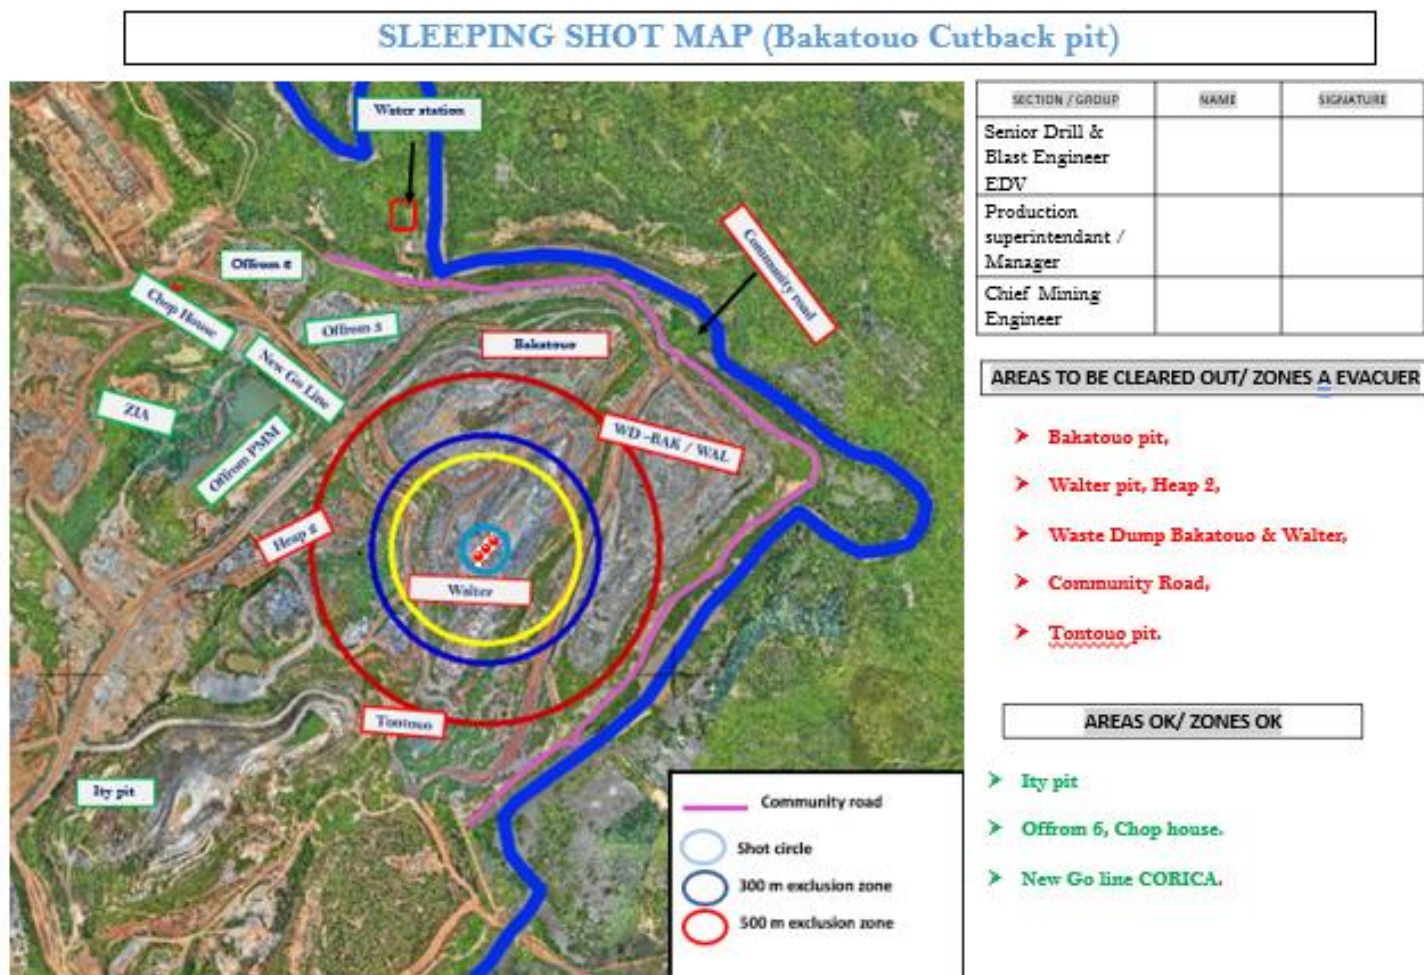 SLEEPING SHOT MAP (Bakatouo Cutback pit)
Water station
Community road
Offrom 6
Chop House
Offrom 5
New Go Line
Bakatouo
ZIA
Offrom PMM
WD -BAK / WAL
Heap 2
Walter
Tontouo
Ity pit
Community road
Shot circle
300 m exclusion zone
500 m exclusion zone
SECTION / GROUP NAME SIGNATURE
Senior Drill &
Blast Engineer
EDV
Production
superintendant /
Manager
Chief Mining
Engineer
AREAS TO BE CLEARED OUT/ ZONES A EVACUER
Bakatouo pit,
Walter pit, Heap 2,
Waste Dump Bakatouo & Walter,
Community Road,
Tontouo pit.
AREAS OK/ ZONES OK
Ity pit
Offrom 6, Chop house.
New Go line CORICA.